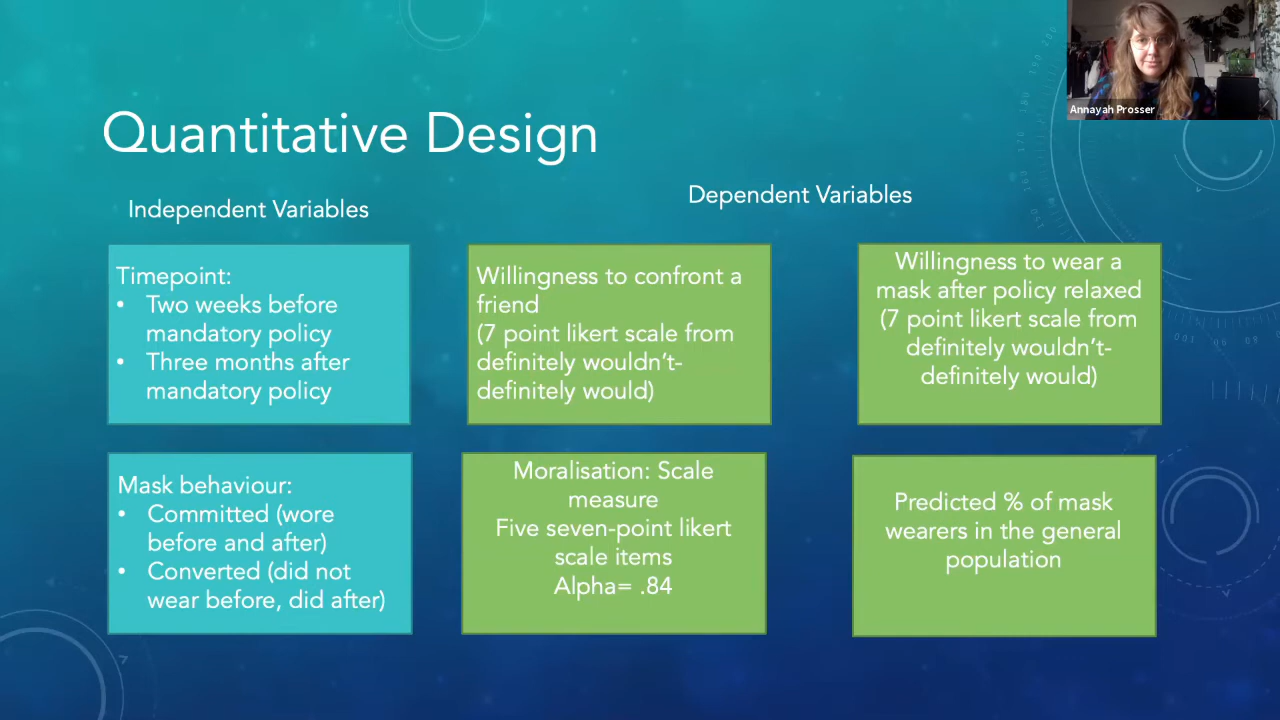 Annayah Prosser
Quantitative Design
Independent Variables
Dependent Variables
Timepoint:
• Two weeks before
mandatory policy
• Three months after
mandatory policy
Willingness to confront a
friend
(7 point likert scale from
definitely wouldn't-
definitely would)
Willingness to wear a
mask after policy relaxed
(7 point likert scale from
definitely wouldn't-
definitely would)
Mask behaviour:
• Committed (wore
before and after)
• Converted (did not
wear before, did after)
Moralisation: Scale
measure
Five seven-point likert
scale items
Alpha= .84
Predicted % of mask
wearers in the general
population